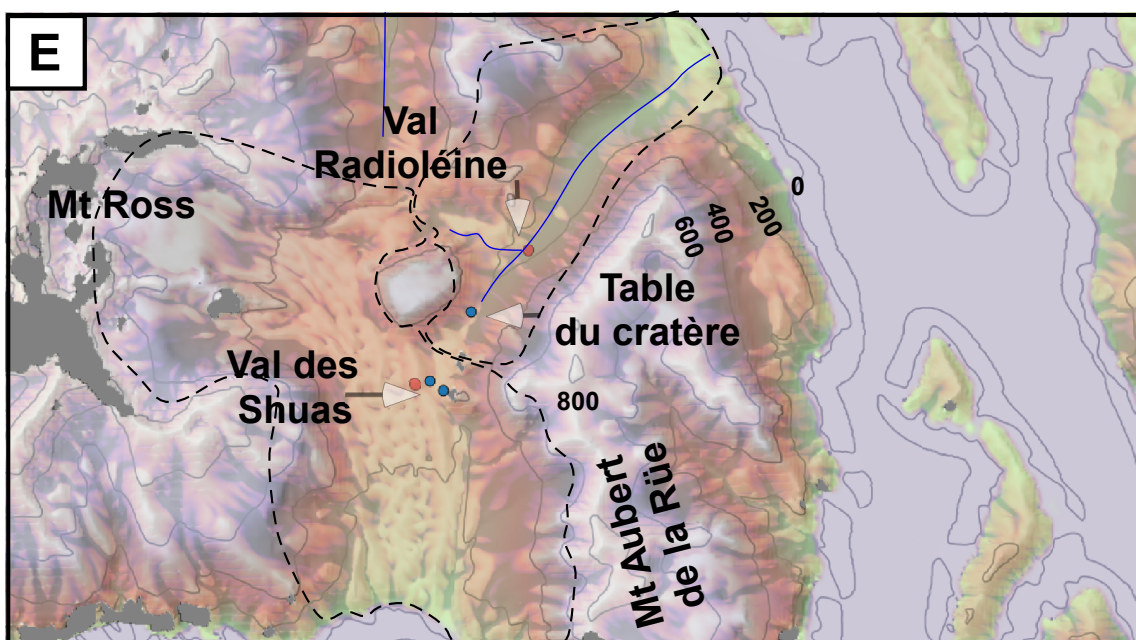 E
Val
Radioléine
Mt Ross
0
200
400
600
Table
du cratère
Val des
Shuas
800
Mt Aubert
de la Rüe